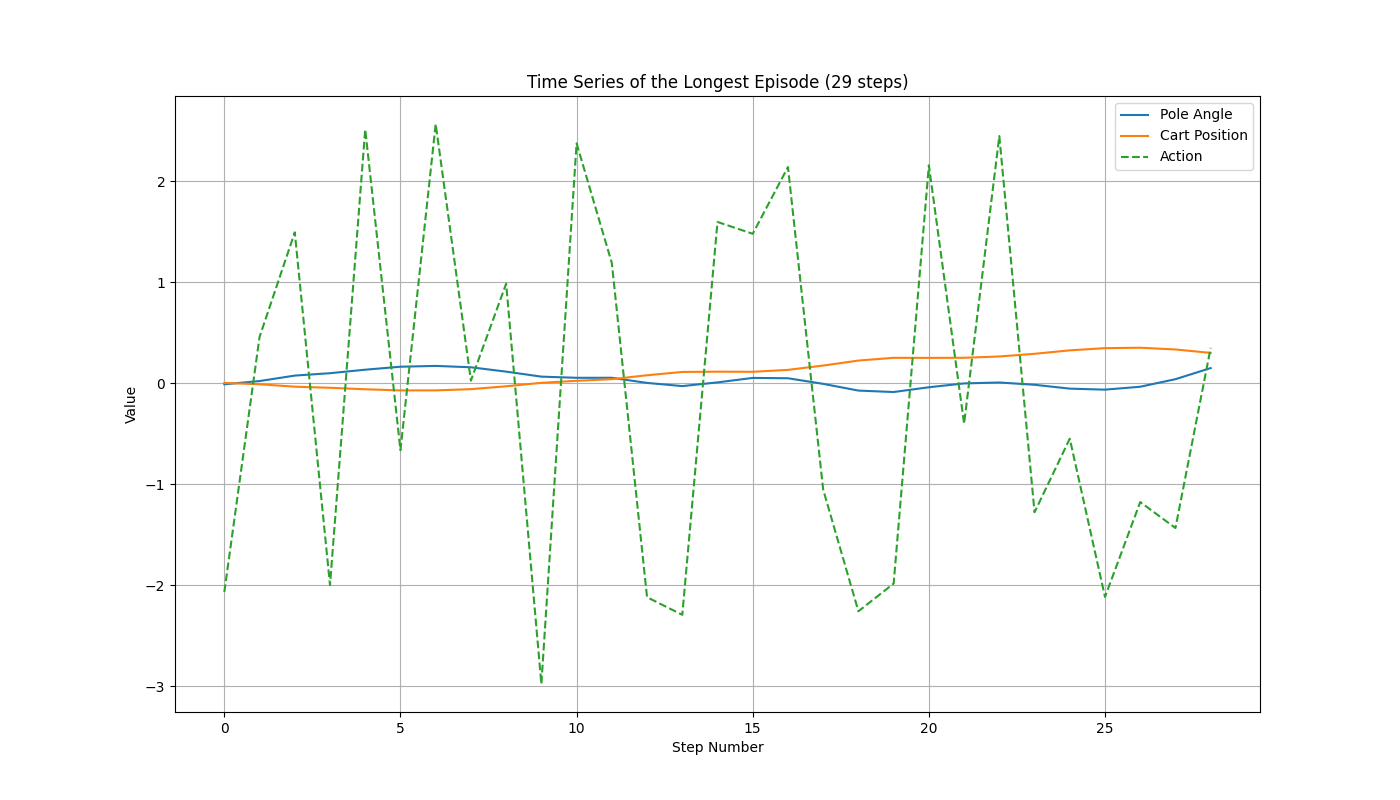 Time Series of the Longest Episode (29 steps)
Pole Angle
Cart Position
Action
Value
2
1
0
−1
−2
−3
0 5 10 15 20 25
Step Number